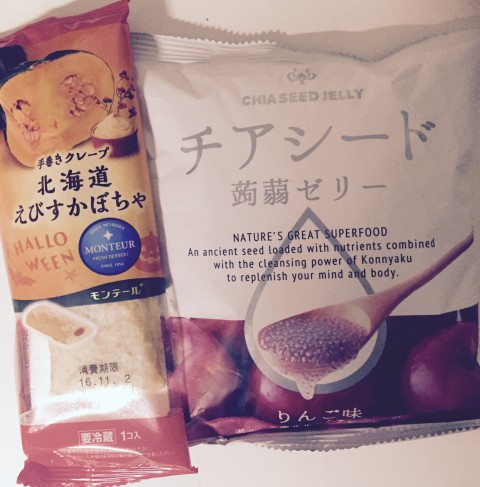 手巻きクレープ
北海道
えびすかぼちゃ
HALLO
WEEN
MONTEUR
FRESH DESSERT
モンテール
消費期限
16.11. 2
要冷蔵 1コ入
CHIASEED JELLY
チアシード
蒟蒻ゼリー
NATURE'S GREAT SUPERFOOD
An ancient seed loaded with nutrients combined
with the cleansing power of Konnyaku
to replenish your mind and body.
りんご味